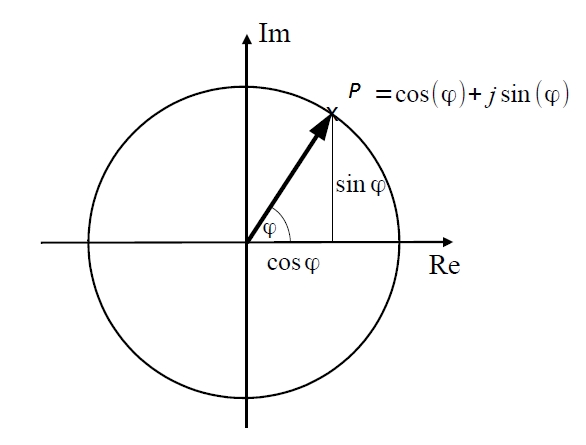 Im
P =cos(φ)+ j sin(φ)
sin φ
φ
cos φ
Re